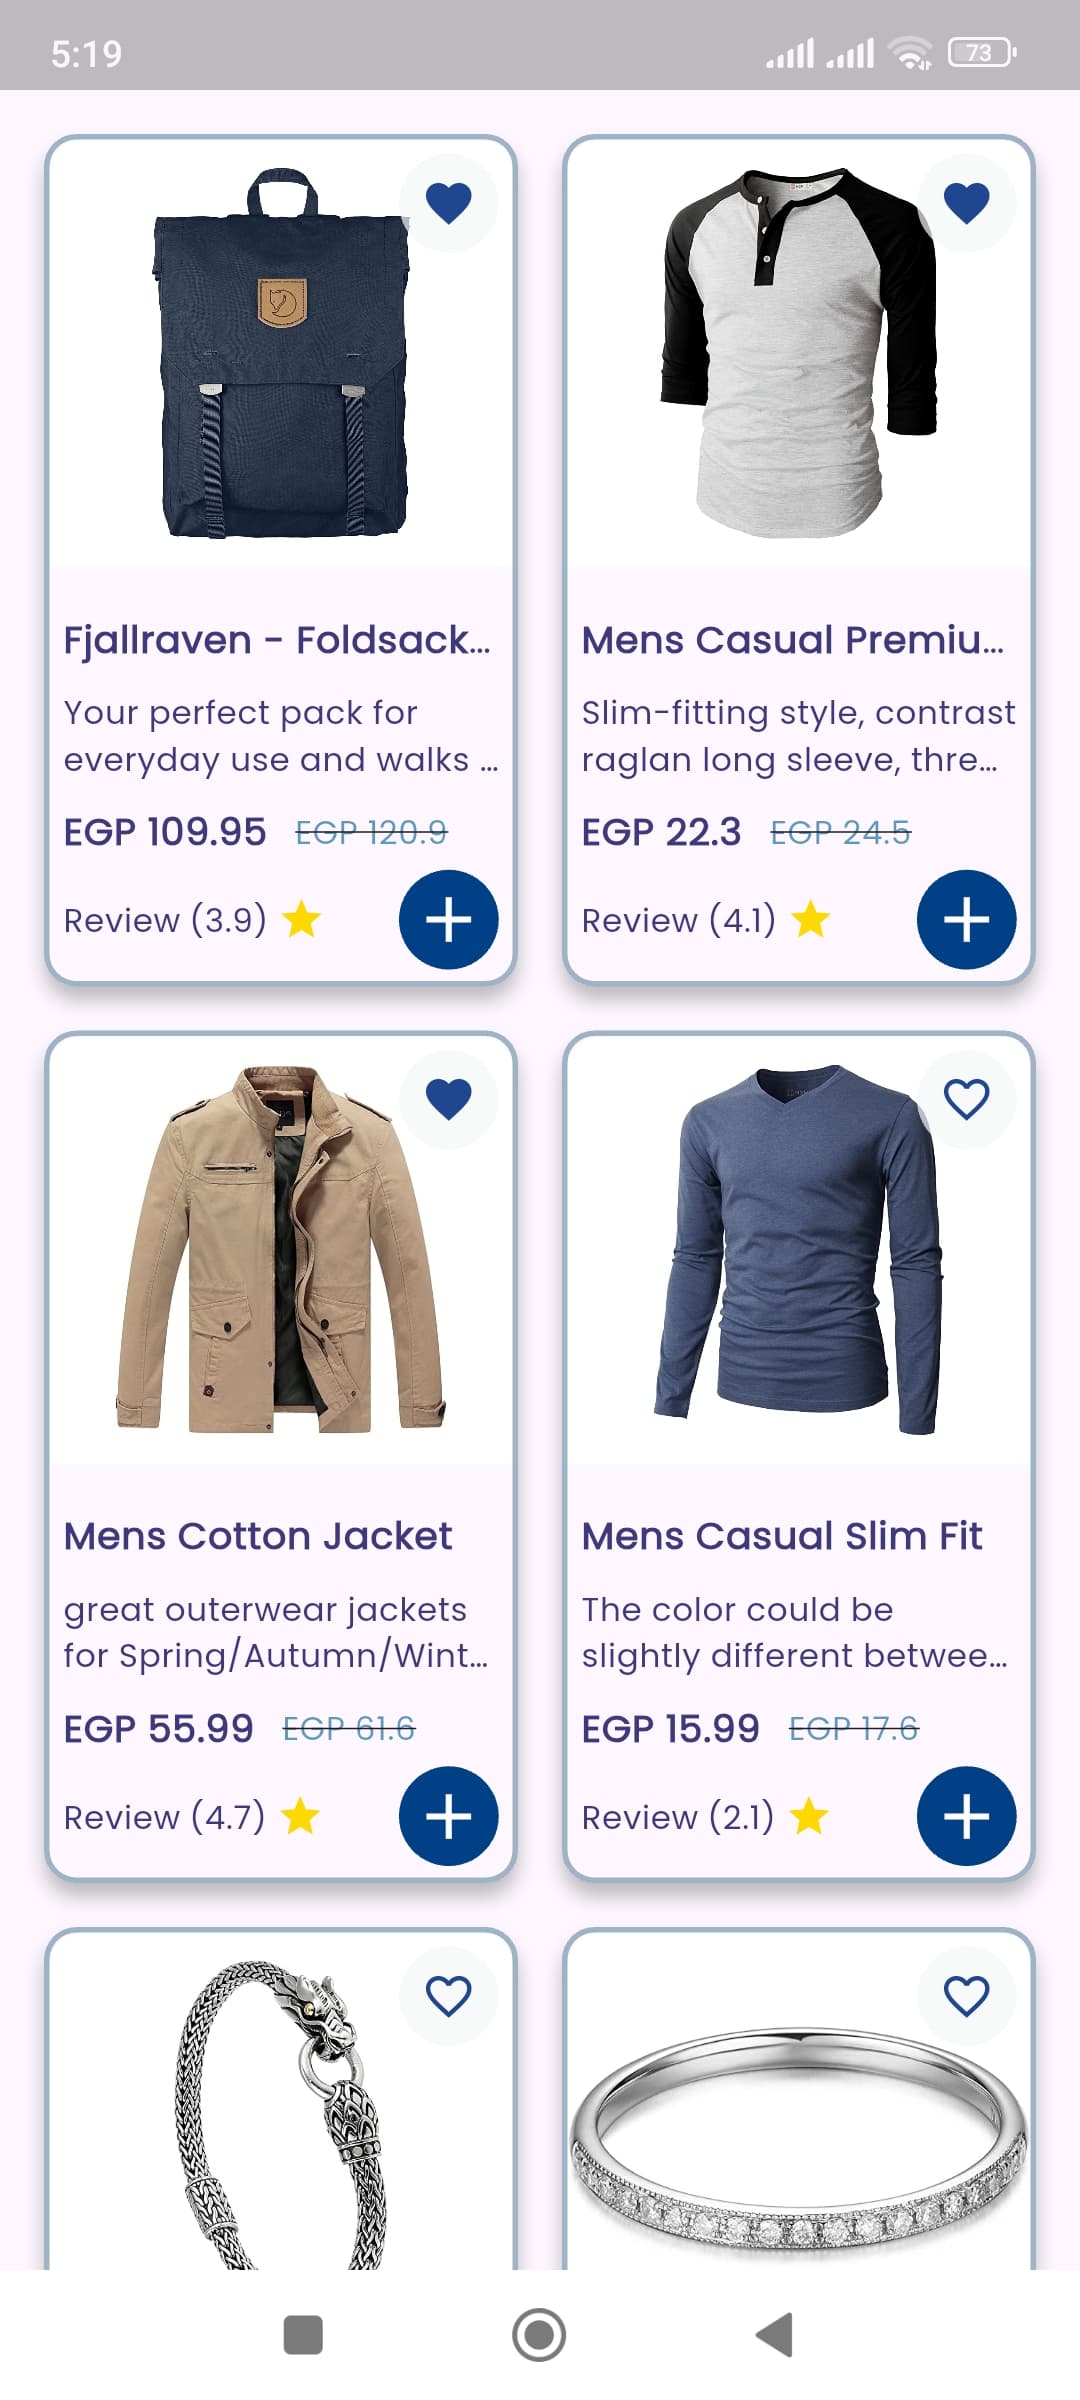 5:19
73
Fjallraven - Foldsack...
Your perfect pack for
everyday use and walks ...
EGP 109.95 EGP 120.9
Review (3.9)
Mens Casual Premiu...
Slim-fitting style, contrast
raglan long sleeve, thre...
EGP 22.3 EGP 24.5
Review (4.1)
Mens Cotton Jacket
great outerwear jackets
for Spring/Autumn/Wint...
EGP 55.99 EGP 61.6
Review (4.7)
Mens Casual Slim Fit
The color could be
slightly different betwee...
EGP 15.99 EGP 17.6
Review (2.1)